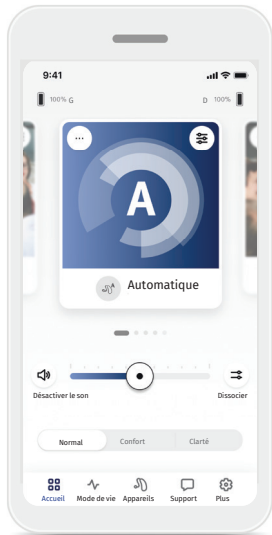 9:41
100% G
D 100%
A
Automatique
Désactiver le son
Dissocier
Normal Confort Clarté
Accueil Mode de vie Appareils Support Plus